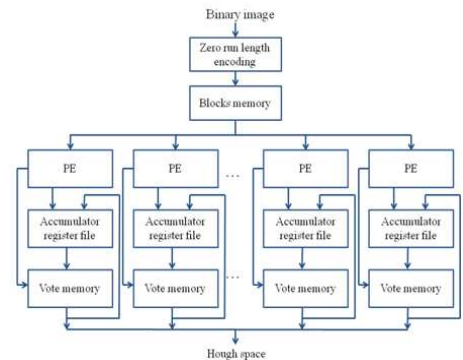 Binary image
Zero run length
encoding
Blocks memory
PE
PE
...
PE
PE
Accumulator
register file
Accumulator
register file
Accumulator
register file
Accumulator
register file
Vote memory
Vote memory
...
Vote memory
Vote memory
Hough space